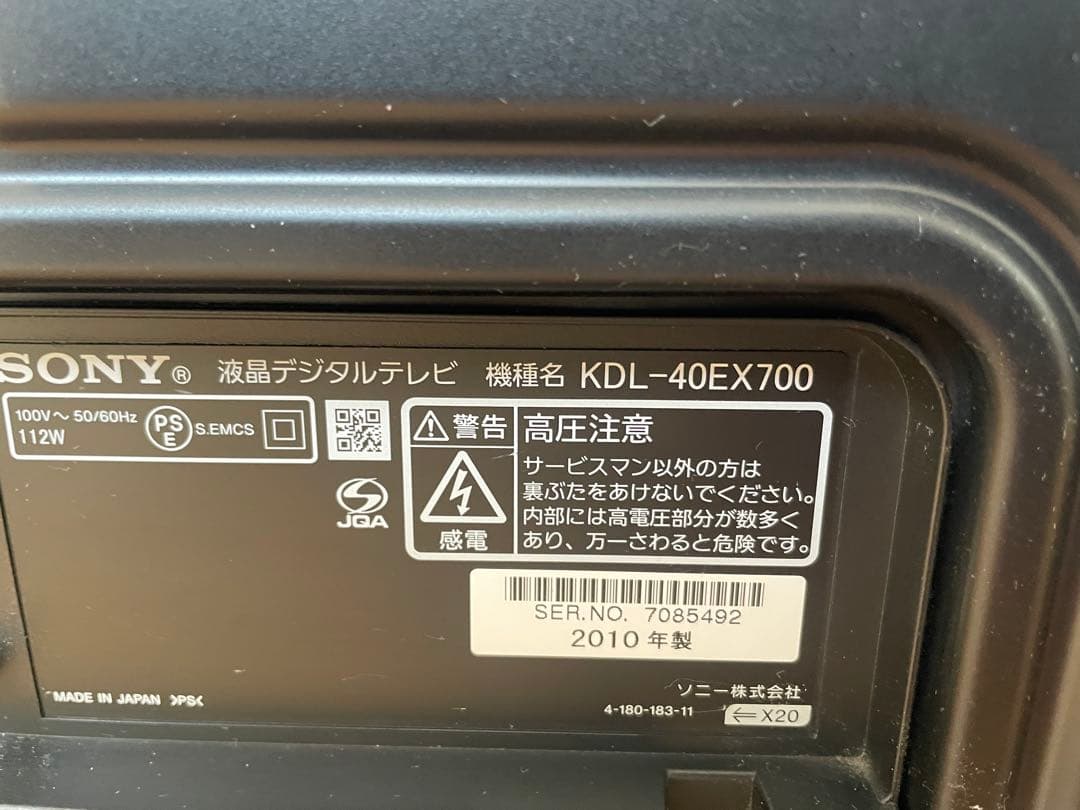 SONY® 液晶デジタルテレビ 機種名 KDL-40EX700
100V～ 50/60Hz
112W
PS
E
S.EMCS
JQA
⚠警告
感電
高圧注意
サービスマン以外の方は
裏ぶたをあけないでください。
内部には高電圧部分が数多く
あり、万一さわると危険です。
SER.NO. 7085492
2010年製
MADE IN JAPAN >PS<
ソニー株式会社
4-180-183-11
⇐X20